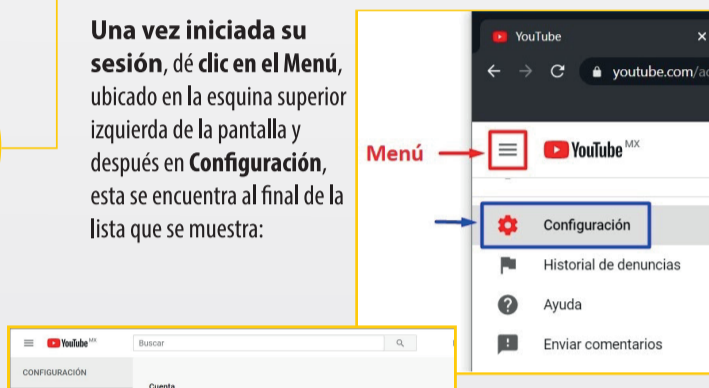 Una vez iniciada su
sesión, dé clic en el Menú,
ubicado en la esquina superior
izquierda de la pantalla y
después en Configuración,
esta se encuentra al final de la
lista que se muestra:
YouTube
youtube.com/ac
Menú
YouTube MX
Configuración
Historial de denuncias
Ayuda
Enviar comentarios
YouTube MX
Buscar
CONFIGURACIÓN
Cuenta